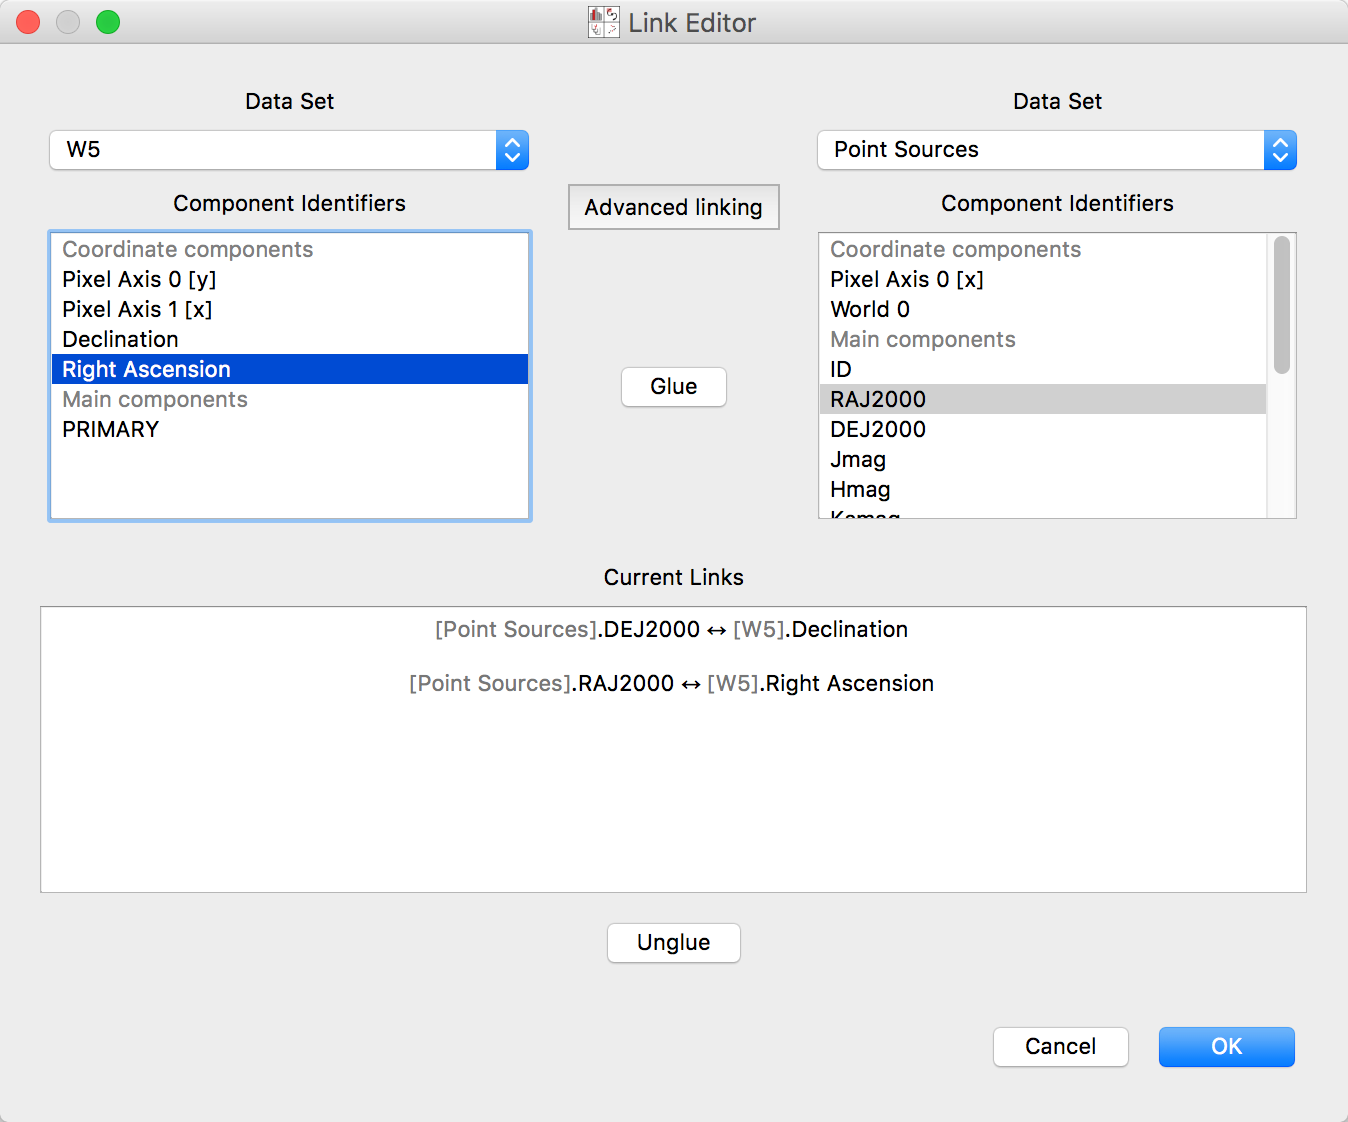 Link Editor
Data Set
W5
Component Identifiers
Coordinate components
Pixel Axis 0 [y]
Pixel Axis 1 [x]
Declination
Right Ascension
Main components
PRIMARY
Advanced linking
Glue
Data Set
Point Sources
Component Identifiers
Coordinate components
Pixel Axis 0 [x]
World 0
Main components
ID
RAJ2000
DEJ2000
Jmag
Hmag
Current Links
[Point Sources].DEJ2000 ↔ [W5].Declination
[Point Sources].RAJ2000 ↔ [W5].Right Ascension
Unglue
Cancel
OK